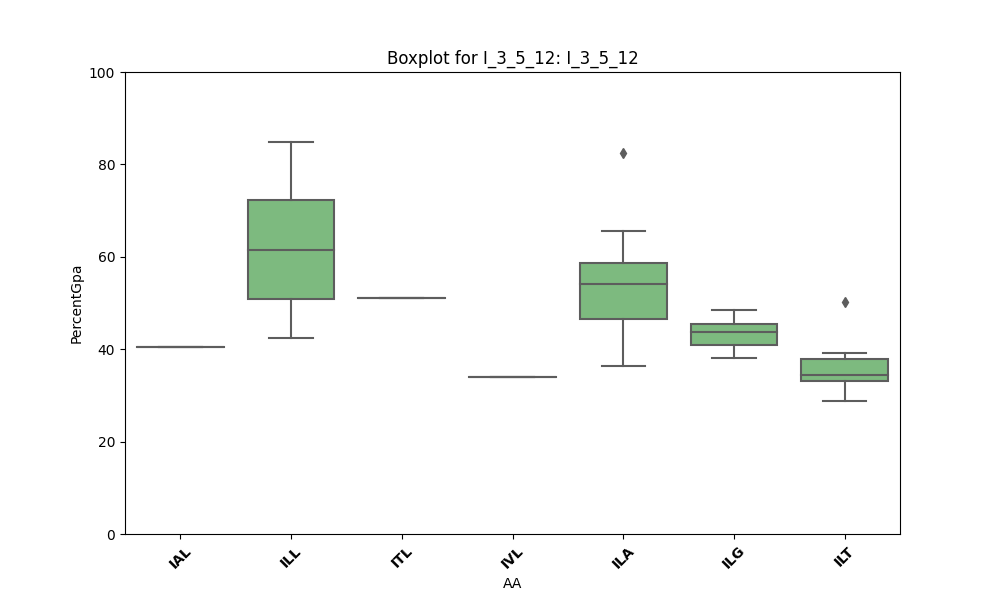 Boxplot for I_3_5_12: I_3_5_12
100
80
60
40
20
0
PercentGpa
IAL
ILL
ITL
IVL
ILA
ILG
ILT
AA